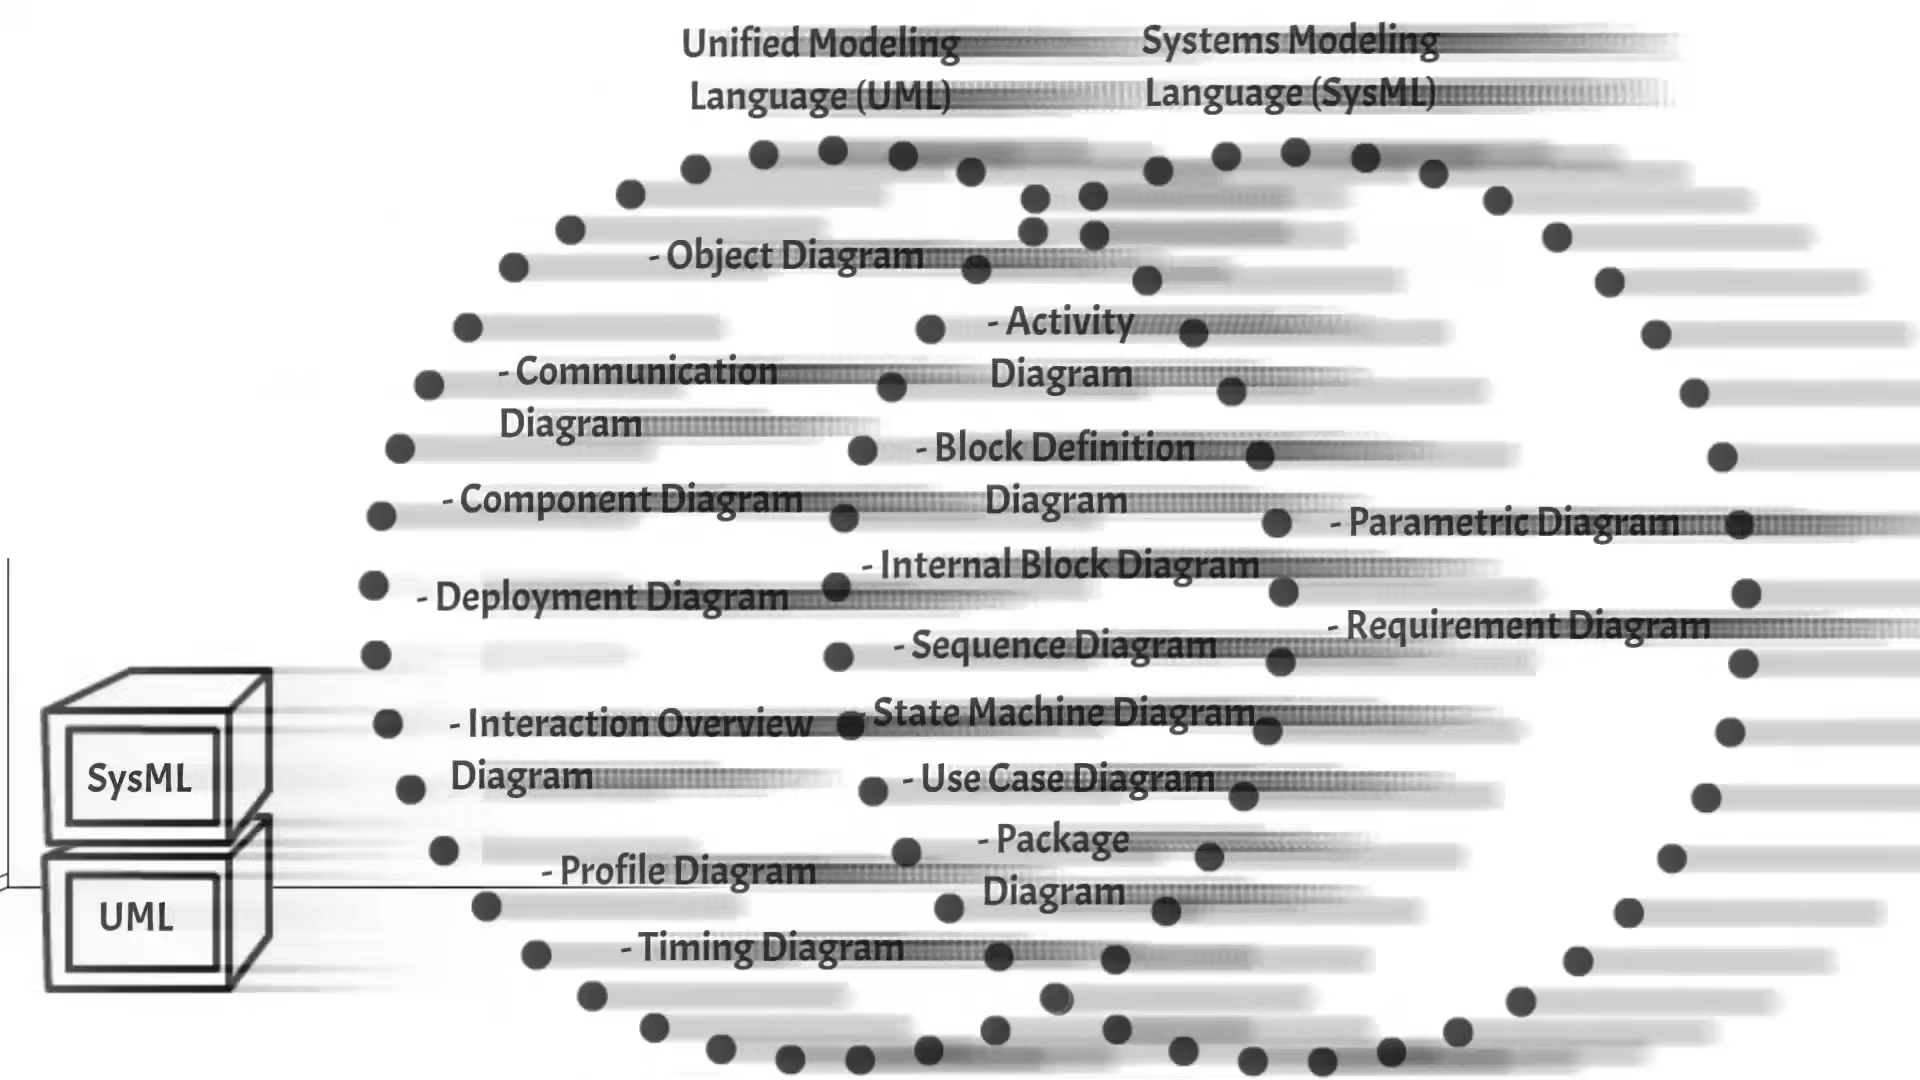 Unified Modeling
Language (UML)
Systems Modeling
Language (SysML)
- Object Diagram
- Communication
Diagram
- Component Diagram
- Deployment Diagram
- Interaction Overview
Diagram
- Profile Diagram
- Timing Diagram
- Activity
Diagram
- Block Definition
Diagram
- Internal Block Diagram
- Sequence Diagram
- State Machine Diagram
- Use Case Diagram
- Package
Diagram
- Parametric Diagram
- Requirement Diagram
SysML
UML